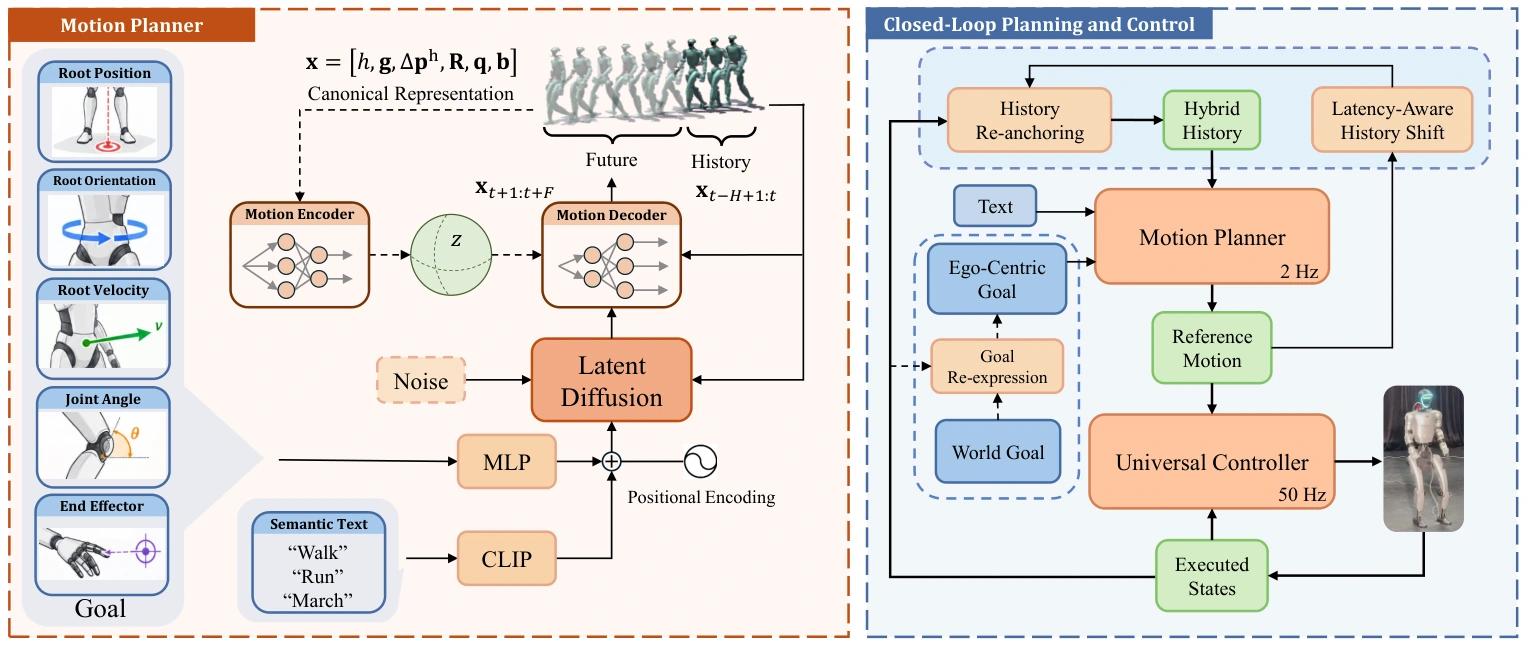 Motion Planner
Root Position
Root Orientation
Root Velocity
v
Joint Angle
θ
End Effector
Goal
x = [h, g, Δp^h, R, q, b]
Canonical Representation
Future
History
x_{t+1:t+F}
x_{t−H+1:t}
Motion Encoder
z
Motion Decoder
Noise
Latent
Diffusion
MLP
+
Positional Encoding
Semantic Text
“Walk”
“Run”
“March”
CLIP
Closed-Loop Planning and Control
History
Re-anchoring
Hybrid
History
Latency-Aware
History Shift
Text
Motion Planner
2 Hz
Ego-Centric
Goal
Goal
Re-expression
World Goal
Reference
Motion
Universal Controller
50 Hz
Executed
States